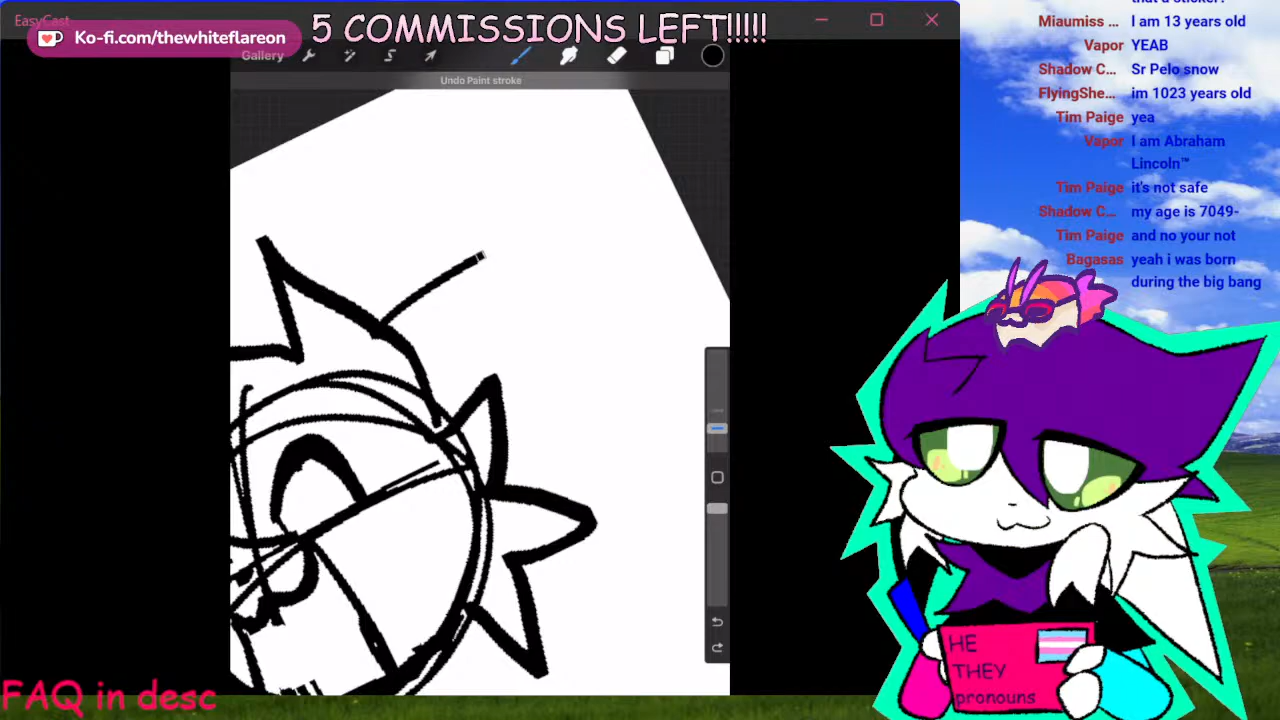 EasyCast
Ko-fi.com/thewhiteflareon
5 COMMISSIONS LEFT!!!!!
Gallery
Undo Paint stroke
that a sticker?
Miaumiss ... I am 13 years old
Vapor YEAB
Shadow C... Sr Pelo snow
FlyingShe... im 1023 years old
Tim Paige yea
Vapor I am Abraham
Lincoln™
Tim Paige it's not safe
Shadow C... my age is 7049-
Tim Paige and no your not
Bagasas yeah i was born
during the big bang
HE
THEY
pronouns
FAQ in desc